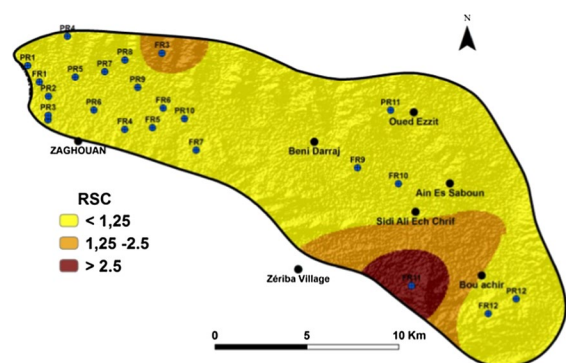 N
PR4
PR1
FR1
PR2
PR3
PR5
PR7
PR8
FR3
PR9
PR6
FR4
FR5
FR6
PR10
FR7
ZAGHOUAN
PR11
Oued Ezzit
Beni Darraj
FR9
FR10
Ain Es Saboun
Sidi Ali Ech Chrif
RSC
< 1,25
1,25 -2.5
> 2.5
Zériba Village
FR11
Bou achir
PR12
FR12
0 5 10 Km